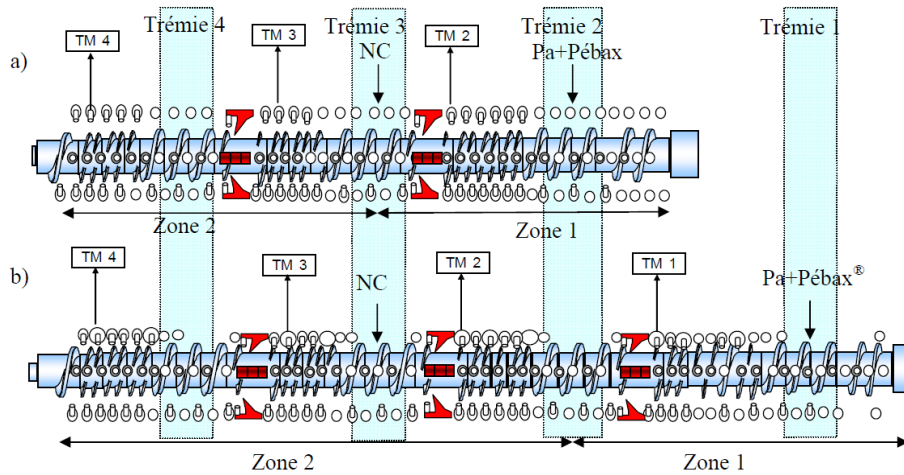 Trémie 4
Trémie 3
Trémie 2
Trémie 1
TM 4
TM 3
NC
TM 2
Pa+Pébax
a)
Zone 2
Zone 1
TM 4
TM 3
TM 2
TM 1
b)
NC
Pa+Pébax®
Zone 2
Zone 1